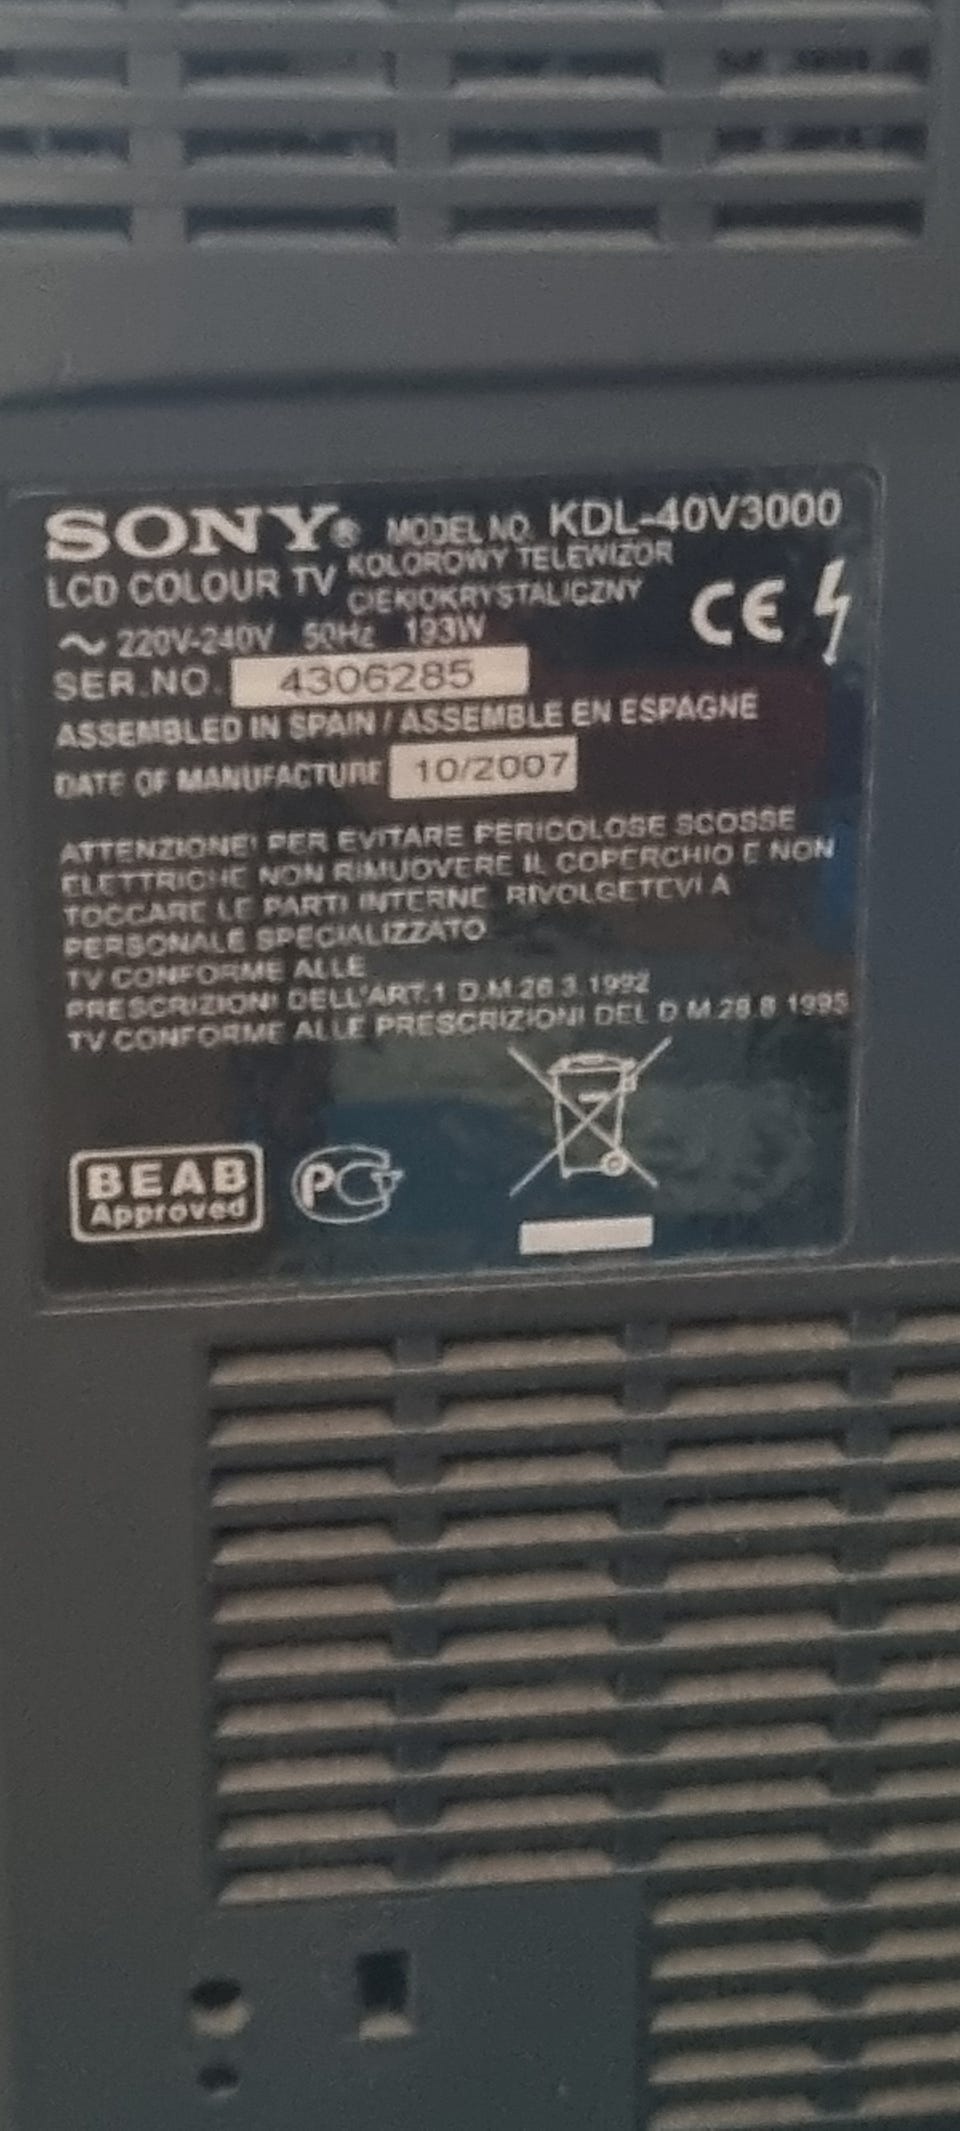 SONY® MODEL NO. KDL-40V3000
LCD COLOUR TV KOLOROWY TELEWIZOR
CIEKŁOKRYSTALICZNY
CE
~ 220V-240V 50Hz 193W
SER.NO. 4306285
ASSEMBLED IN SPAIN / ASSEMBLE EN ESPAGNE
DATE OF MANUFACTURE 10/2007
ATTENZIONE! PER EVITARE PERICOLOSE SCOSSE
ELETTRICHE NON RIMUOVERE IL COPERCHIO E NON
TOCCARE LE PARTI INTERNE. RIVOLGETEVI A
PERSONALE SPECIALIZZATO
TV CONFORME ALLE
PRESCRIZIONI DELL'ART.1 D.M.26.3.1992
TV CONFORME ALLE PRESCRIZIONI DEL D.M.28.8.1995
BEAB
Approved
PCT